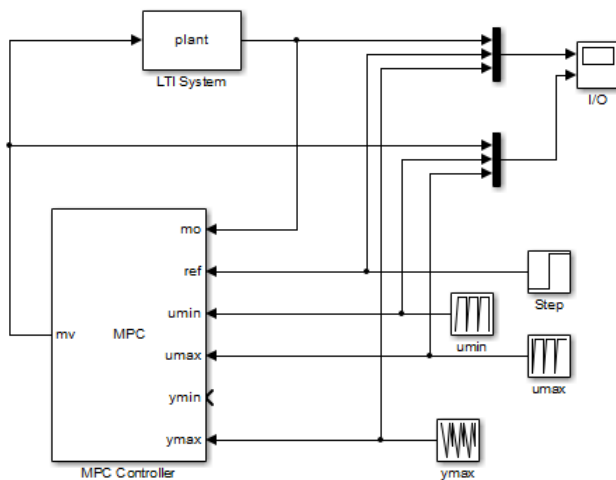 plant
LTI System
I/O
mo
ref
Step
umin
mv
MPC
umin
umax
umax
ymin
ymax
MPC Controller
ymax